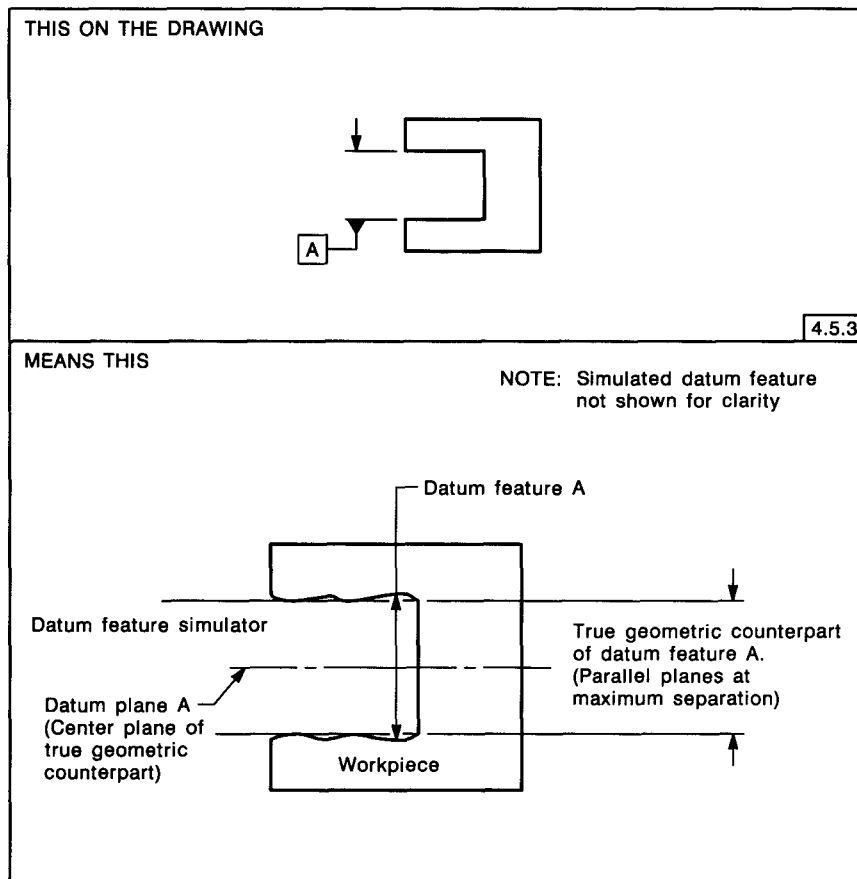 THIS ON THE DRAWING
A
4.5.3
MEANS THIS
NOTE: Simulated datum feature
not shown for clarity
Datum feature A
Datum feature simulator
True geometric counterpart
of datum feature A.
(Parallel planes at
maximum separation)
Datum plane A
(Center plane of
true geometric
counterpart)
Workpiece